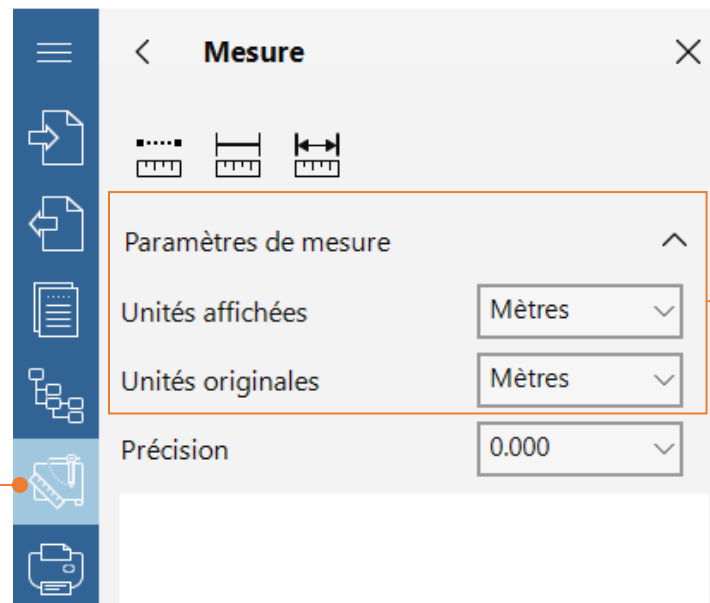 Mesure
Paramètres de mesure
Unités affichées Mètres
Unités originales Mètres
Précision 0.000